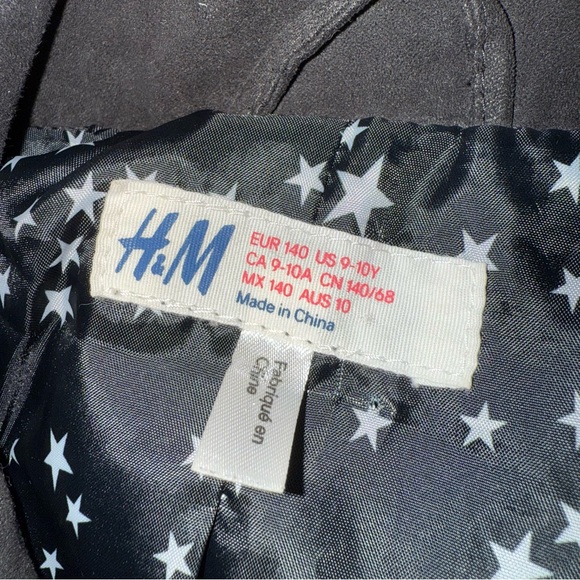 H&M
EUR 140 US 9-10Y
CA 9-10A CN 140/68
MX 140 AUS 10
Made in China
Fabriqué en
Chine